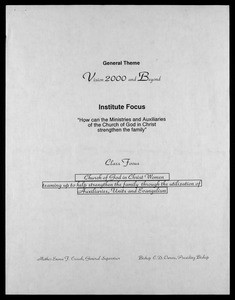 General Theme
Vision 2000 and Beyond
Institute Focus
"How can the Ministries and Auxiliaries
of the Church of God in Christ
strengthen the family"
Class Focus
Church of God in Christ Women
teaming up to help strengthen the family through the utilization of
Auxiliaries, Units and Evangelism
Mother Emma F. Crouch, General Supervisor
Bishop C. D. Owens, Presiding Bishop